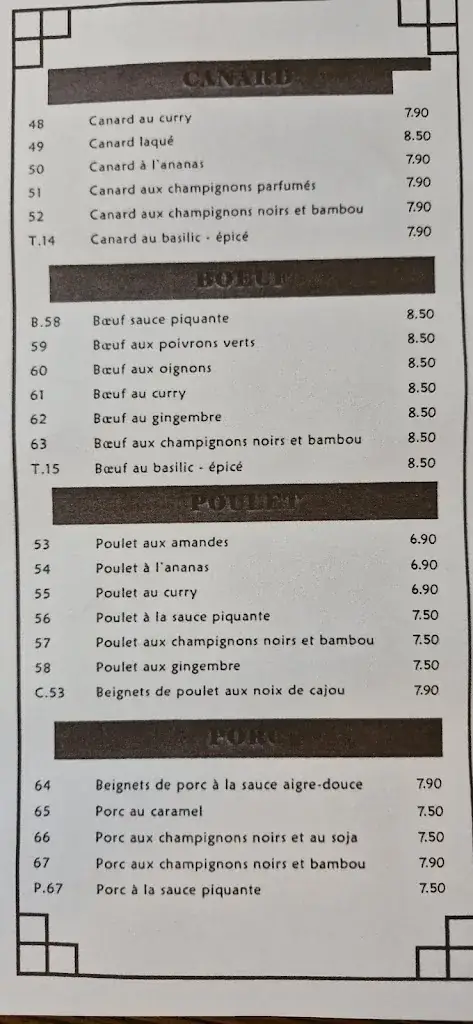 CANARD
48 Canard au curry 7.90
49 Canard laqué 8.50
50 Canard à l'ananas 7.90
51 Canard aux champignons parfumés 7.90
52 Canard aux champignons noirs et bambou 7.90
T.14 Canard au basilic - épicé 7.90
BŒUF
B.58 Bœuf sauce piquante 8.50
59 Bœuf aux poivrons verts 8.50
60 Bœuf aux oignons 8.50
61 Bœuf au curry 8.50
62 Bœuf au gingembre 8.50
63 Bœuf aux champignons noirs et bambou 8.50
T.15 Bœuf au basilic - épicé 8.50
POULET
53 Poulet aux amandes 6.90
54 Poulet à l'ananas 6.90
55 Poulet au curry 6.90
56 Poulet à la sauce piquante 7.50
57 Poulet aux champignons noirs et bambou 7.50
58 Poulet aux gingembre 7.50
C.53 Beignets de poulet aux noix de cajou 7.90
PORC
64 Beignets de porc à la sauce aigre-douce 7.90
65 Porc au caramel 7.50
66 Porc aux champignons noirs et au soja 7.50
67 Porc aux champignons noirs et bambou 7.90
P.67 Porc à la sauce piquante 7.50